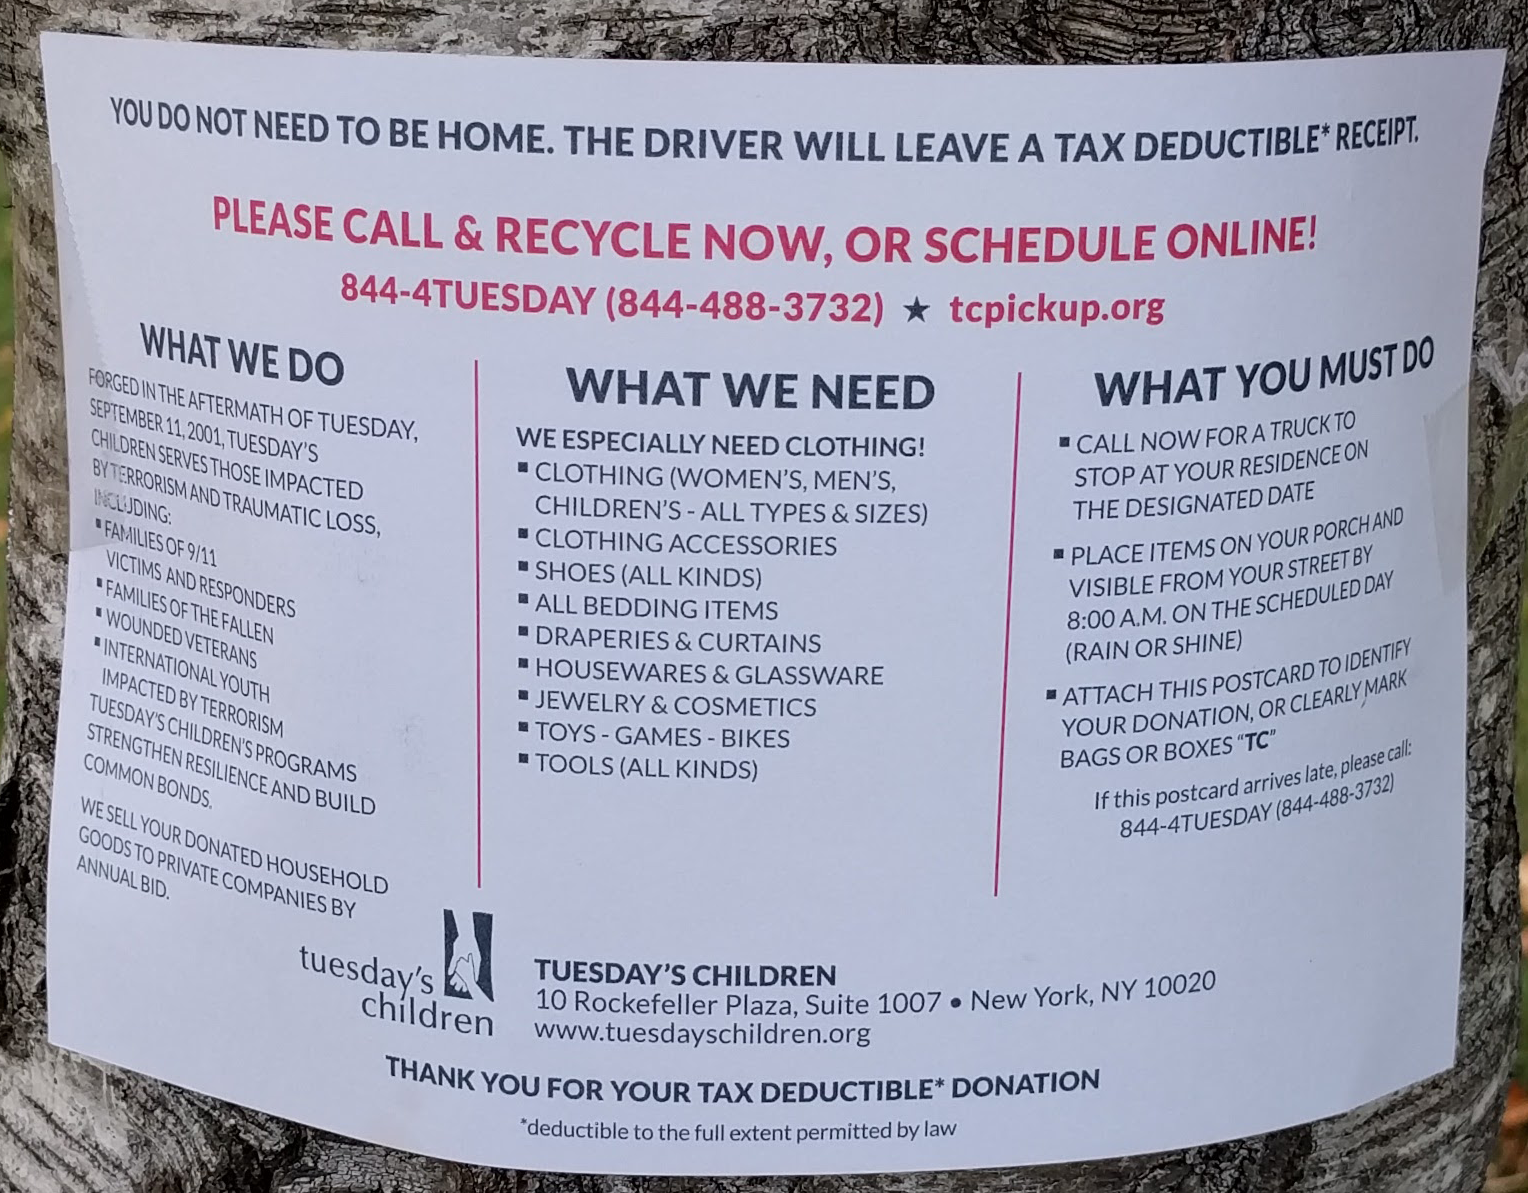 YOU DO NOT NEED TO BE HOME. THE DRIVER WILL LEAVE A TAX DEDUCTIBLE* RECEIPT.
PLEASE CALL & RECYCLE NOW, OR SCHEDULE ONLINE!
844-4TUESDAY (844-488-3732) ★ tcpickup.org
WHAT WE DO
FORGED IN THE AFTERMATH OF TUESDAY,
SEPTEMBER 11, 2001, TUESDAY'S
CHILDREN SERVES THOSE IMPACTED
BY TERRORISM AND TRAUMATIC LOSS,
INCLUDING:
▪ FAMILIES OF 9/11
VICTIMS AND RESPONDERS
▪ FAMILIES OF THE FALLEN
▪ WOUNDED VETERANS
▪ INTERNATIONAL YOUTH
IMPACTED BY TERRORISM
TUESDAY'S CHILDREN'S PROGRAMS
STRENGTHEN RESILIENCE AND BUILD
COMMON BONDS.
WE SELL YOUR DONATED HOUSEHOLD
GOODS TO PRIVATE COMPANIES BY
ANNUAL BID.
WHAT WE NEED
WE ESPECIALLY NEED CLOTHING!
▪ CLOTHING (WOMEN'S, MEN'S,
CHILDREN'S - ALL TYPES & SIZES)
▪ CLOTHING ACCESSORIES
▪ SHOES (ALL KINDS)
▪ ALL BEDDING ITEMS
▪ DRAPERIES & CURTAINS
▪ HOUSEWARES & GLASSWARE
▪ JEWELRY & COSMETICS
▪ TOYS - GAMES - BIKES
▪ TOOLS (ALL KINDS)
WHAT YOU MUST DO
▪ CALL NOW FOR A TRUCK TO
STOP AT YOUR RESIDENCE ON
THE DESIGNATED DATE
▪ PLACE ITEMS ON YOUR PORCH AND
VISIBLE FROM YOUR STREET BY
8:00 A.M. ON THE SCHEDULED DAY
(RAIN OR SHINE)
▪ ATTACH THIS POSTCARD TO IDENTIFY
YOUR DONATION, OR CLEARLY MARK
BAGS OR BOXES "TC"
If this postcard arrives late, please call:
844-4TUESDAY (844-488-3732)
tuesday's
children
TUESDAY'S CHILDREN
10 Rockefeller Plaza, Suite 1007 • New York, NY 10020
www.tuesdayschildren.org
THANK YOU FOR YOUR TAX DEDUCTIBLE* DONATION
*deductible to the full extent permitted by law